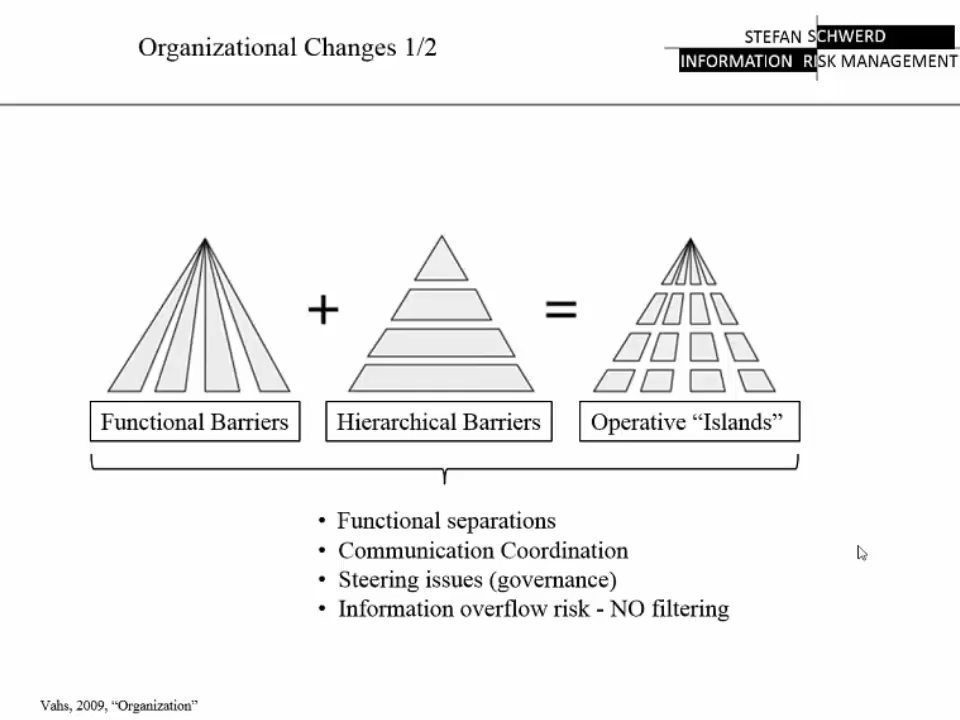 Organizational Changes 1/2
STEFAN SCHWERD
INFORMATION RISK MANAGEMENT
+
=
Functional Barriers
Hierarchical Barriers
Operative “Islands”
• Functional separations
• Communication Coordination
• Steering issues (governance)
• Information overflow risk - NO filtering
Vahs, 2009, “Organization”